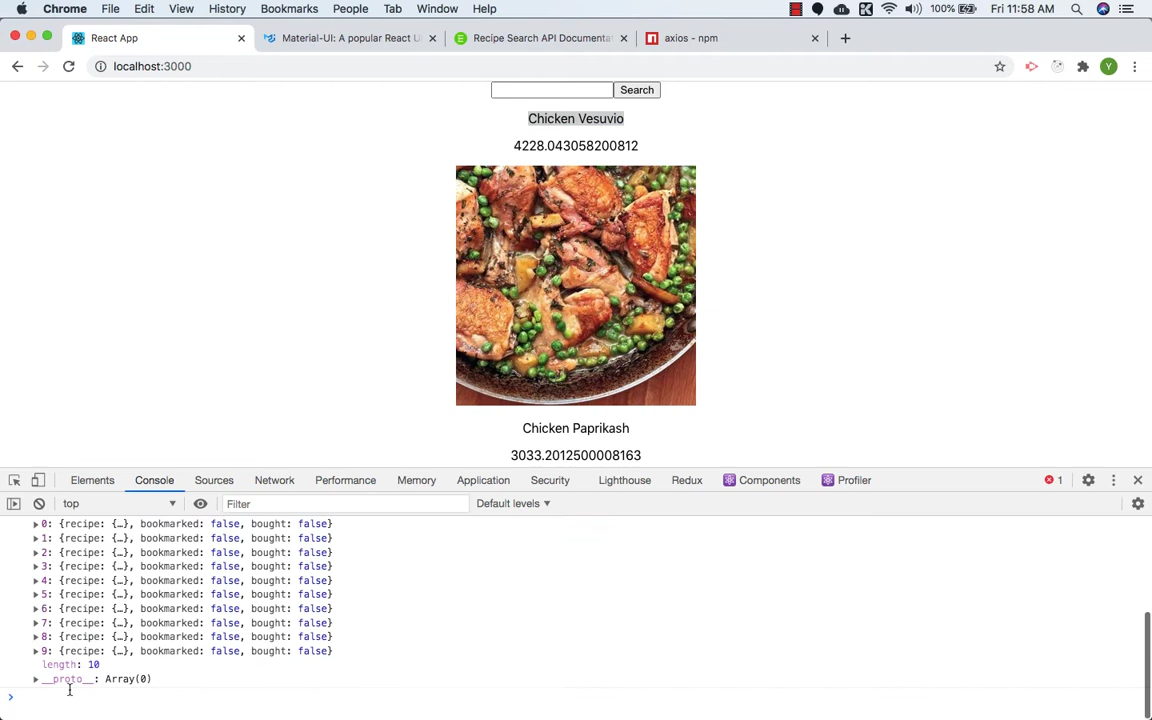 Chrome File Edit View History Bookmarks People Tab Window Help 100% Fri 11:58 AM
React App Material-UI: A popular React U Recipe Search API Documenta axios - npm
localhost:3000 Y
Search
Chicken Vesuvio
4228.043058200812
Chicken Paprikash
3033.2012500008163
Elements Console Sources Network Performance Memory Application Security Lighthouse Redux Components Profiler 1
top Filter Default levels
0: {recipe: {…}, bookmarked: false, bought: false}
1: {recipe: {…}, bookmarked: false, bought: false}
2: {recipe: {…}, bookmarked: false, bought: false}
3: {recipe: {…}, bookmarked: false, bought: false}
4: {recipe: {…}, bookmarked: false, bought: false}
5: {recipe: {…}, bookmarked: false, bought: false}
6: {recipe: {…}, bookmarked: false, bought: false}
7: {recipe: {…}, bookmarked: false, bought: false}
8: {recipe: {…}, bookmarked: false, bought: false}
9: {recipe: {…}, bookmarked: false, bought: false}
length: 10
__proto__: Array(0)